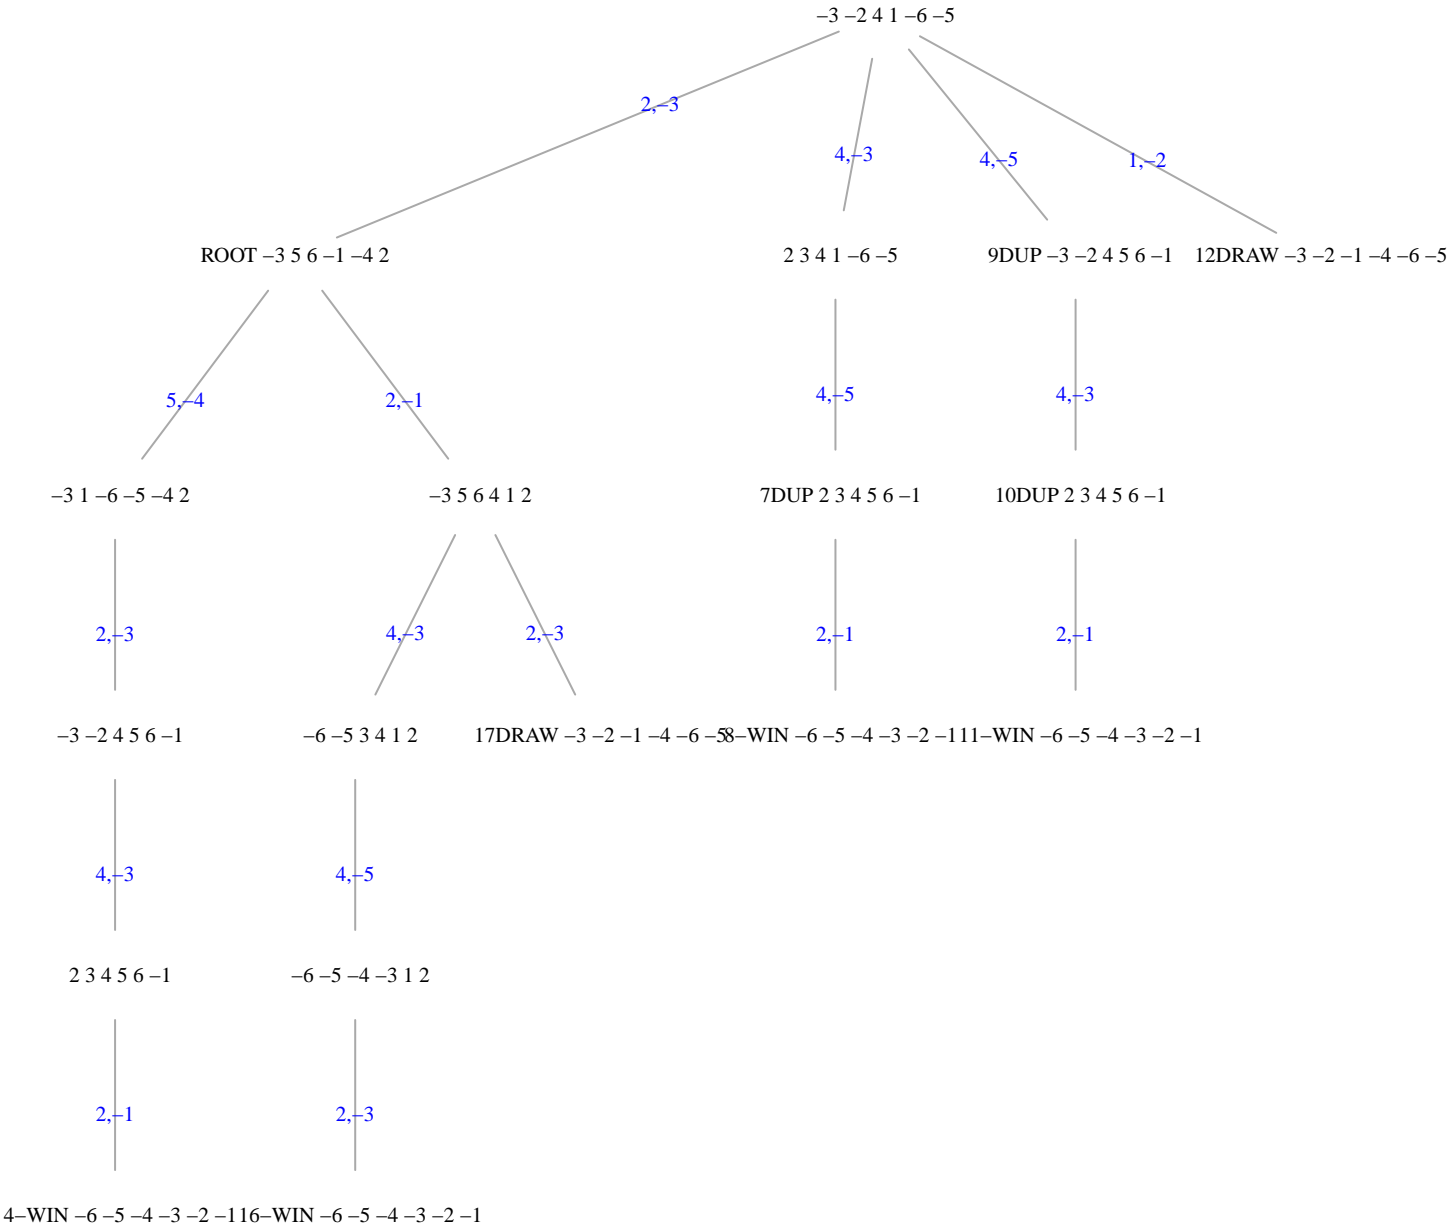 –3 –2 4 1 –6 –5
2,–3
4,–3
4,–5
1,–2
ROOT –3 5 6 –1 –4 2
2 3 4 1 –6 –5
9DUP –3 –2 4 5 6 –1
12DRAW –3 –2 –1 –4 –6 –5
5,–4
2,–1
4,–5
4,–3
–3 1 –6 –5 –4 2
–3 5 6 4 1 2
7DUP 2 3 4 5 6 –1
10DUP 2 3 4 5 6 –1
2,–3
4,–3
2,–3
2,–1
2,–1
–3 –2 4 5 6 –1
–6 –5 3 4 1 2
17DRAW –3 –2 –1 –4 –6 –5
8–WIN –6 –5 –4 –3 –2 –1
11–WIN –6 –5 –4 –3 –2 –1
4,–3
4,–5
2 3 4 5 6 –1
–6 –5 –4 –3 1 2
2,–1
2,–3
4–WIN –6 –5 –4 –3 –2 –1
16–WIN –6 –5 –4 –3 –2 –1